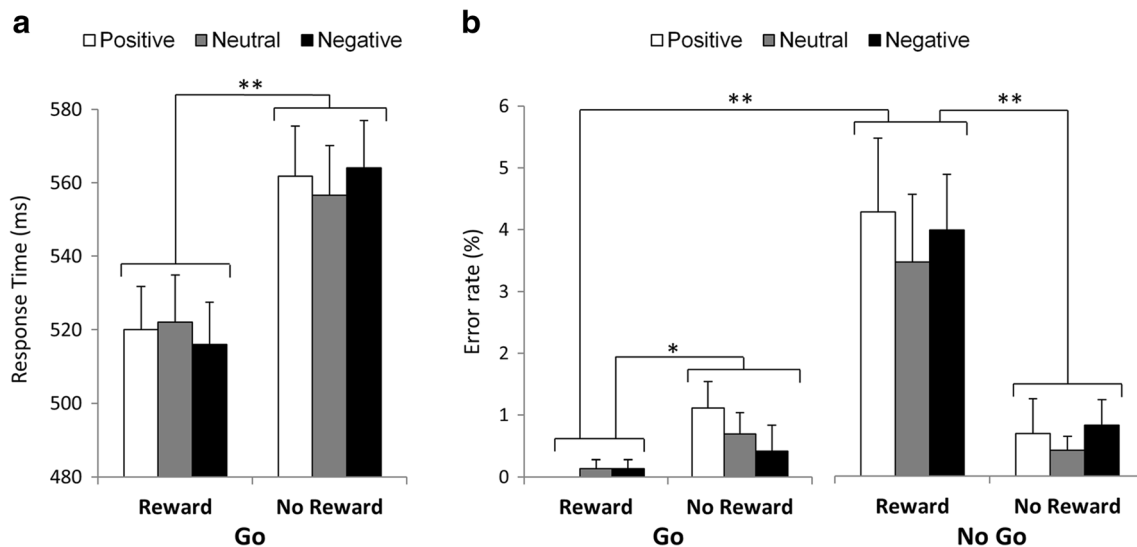 a
Positive Neutral Negative
**
Response Time (ms)
580
560
540
520
500
480
Reward No Reward
Go
b
Positive Neutral Negative
** **
*
Error rate (%)
6
5
4
3
2
1
0
Reward No Reward Reward No Reward
Go No Go